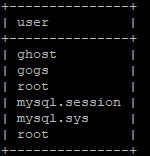 +---------------+
| user          |
+---------------+
| ghost         |
| gogs          |
| root          |
| mysql.session |
| mysql.sys     |
| root          |
+---------------+